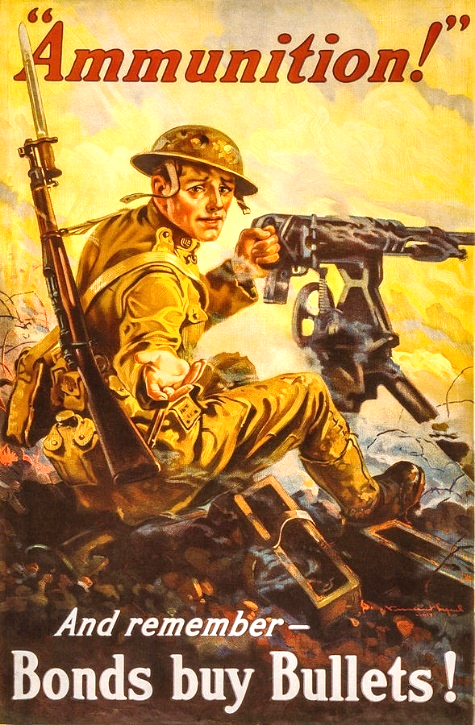 "Ammunition!"
And remember—
Bonds buy Bullets!